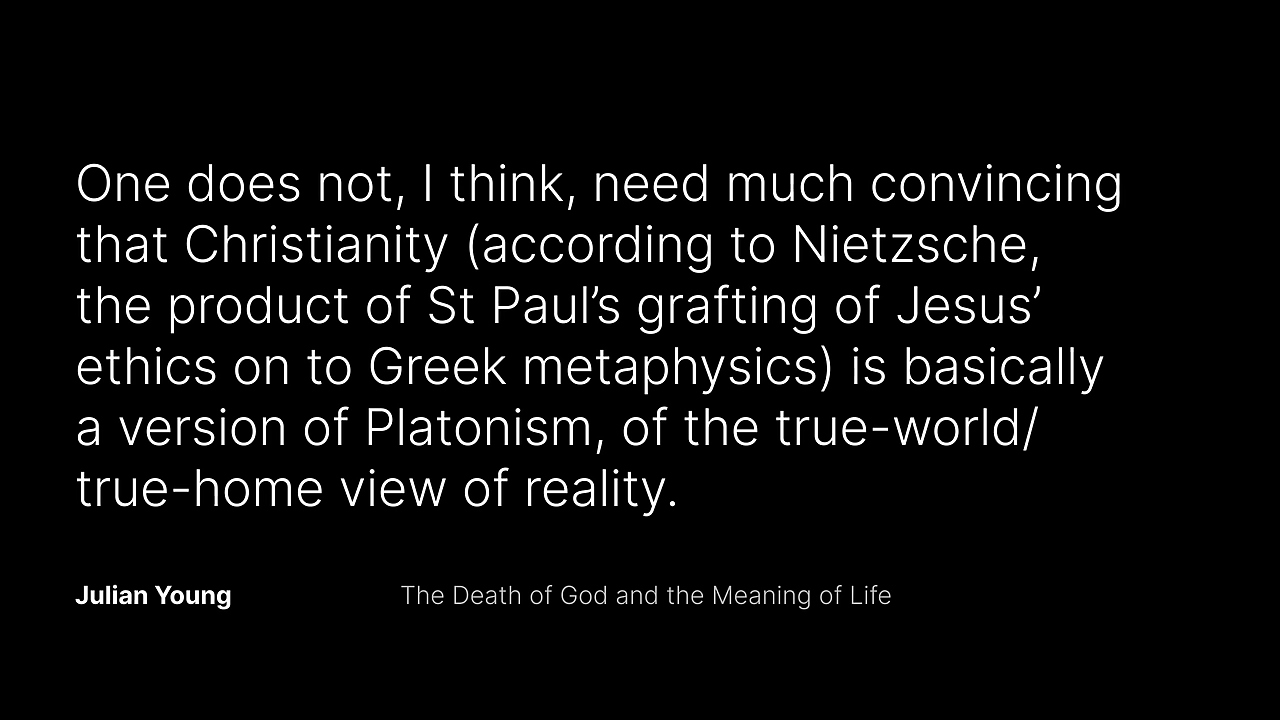 One does not, I think, need much convincing
that Christianity (according to Nietzsche,
the product of St Paul’s grafting of Jesus’
ethics on to Greek metaphysics) is basically
a version of Platonism, of the true-world/
true-home view of reality.
Julian Young The Death of God and the Meaning of Life